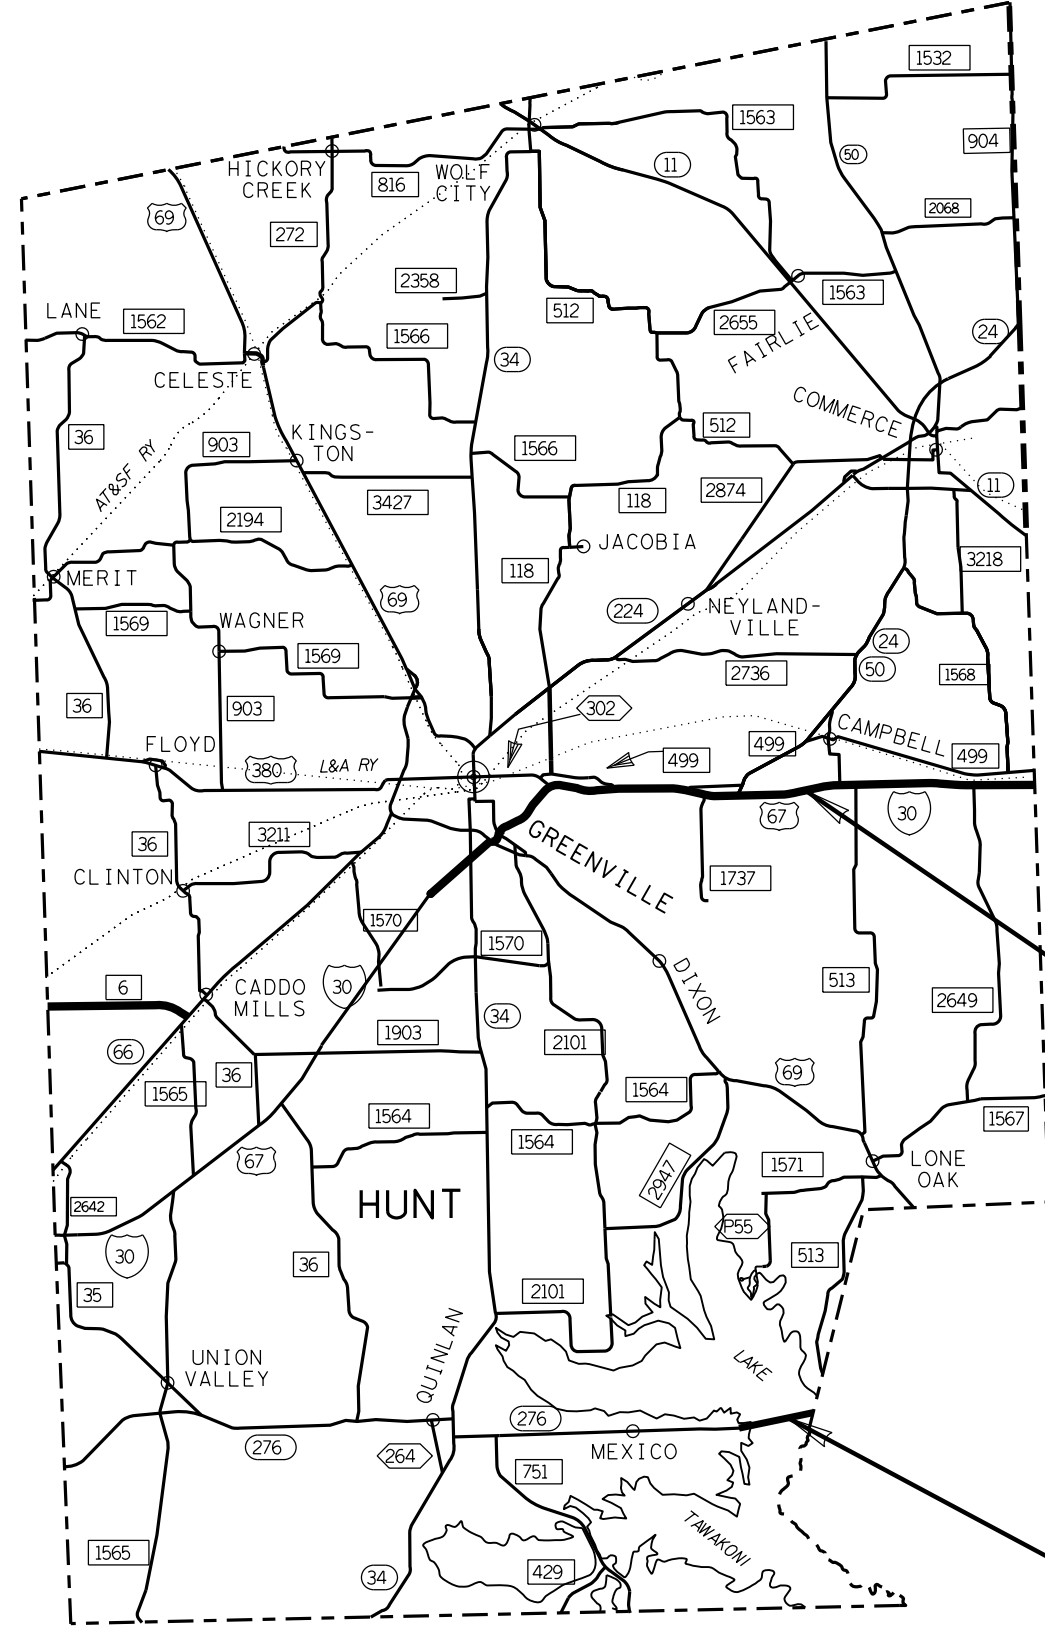 1532
1563
904
50
11
HICKORY
CREEK
816
WOLF
CITY
69
2068
272
2358
1563
512
LANE
1562
2655
FAIRLIE
24
1566
34
CELESTE
COMMERCE
36
903
KINGS-
TON
512
1566
AT&SF RY
3427
118
2874
11
2194
JACOBIA
118
3218
MERIT
69
224
NEYLAND-
VILLE
1569
WAGNER
24
1569
2736
50
1568
36
903
302
FLOYD
CAMPBELL
499
499
499
380
L&A RY
67
30
3211
GREENVILLE
36
CLINTON
1737
1570
1570
6
CADDO
MILLS
30
DIXON
513
2649
34
1903
2101
66
36
1565
1564
69
1564
1567
1564
67
2947
1571
LONE
OAK
2642
HUNT
P55
30
36
513
35
2101
QUINLAN
UNION
VALLEY
LAKE
276
276
264
MEXICO
751
TAWAKONI
1565
34
429